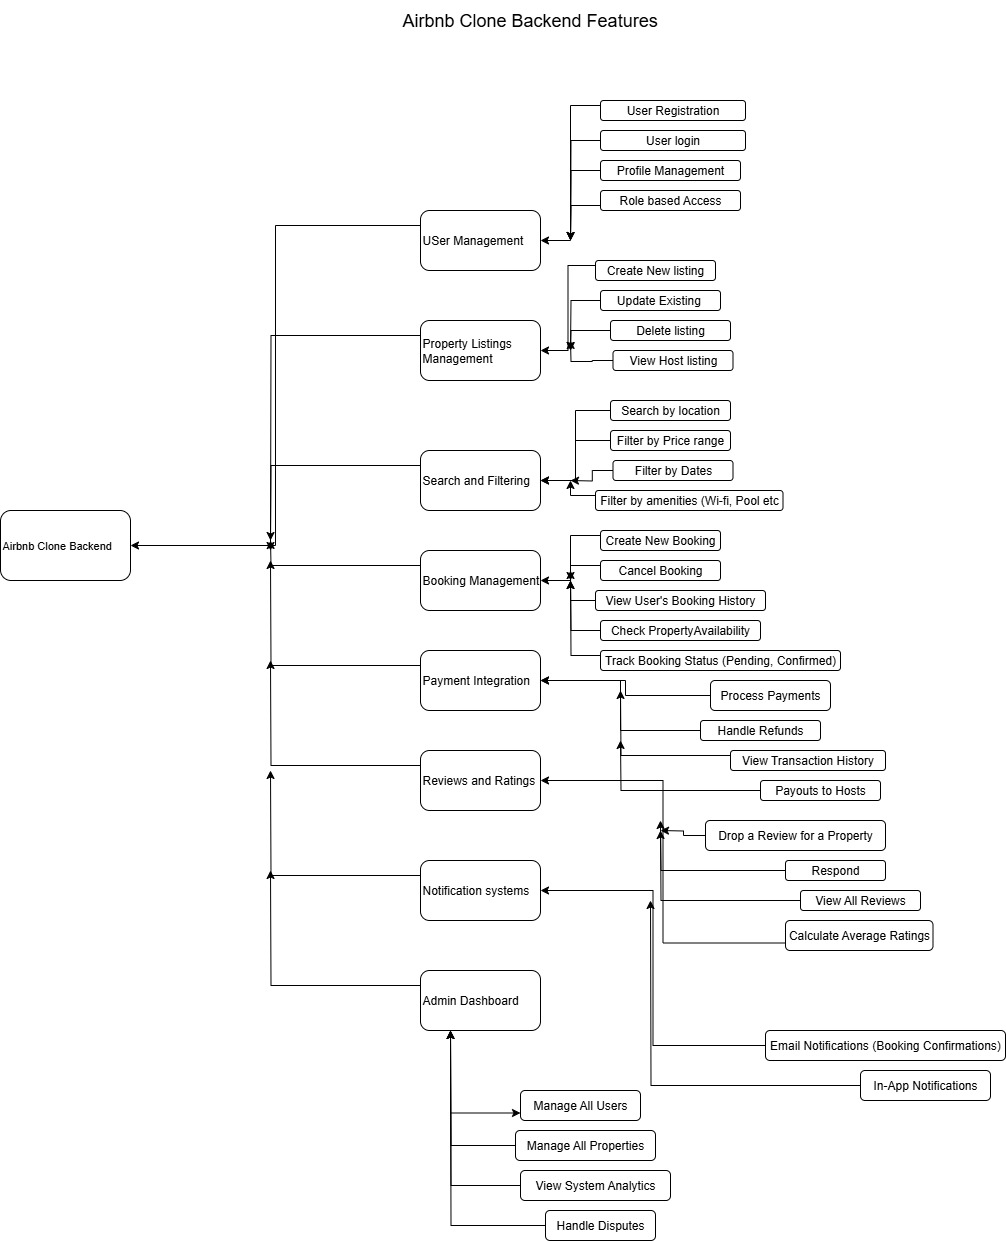 Airbnb Clone Backend Features
User Registration
User login
Profile Management
Role based Access
USer Management
Create New listing
Update Existing
Delete listing
View Host listing
Property Listings
Management
Search by location
Filter by Price range
Filter by Dates
Filter by amenities (Wi-fi, Pool etc
Search and Filtering
Airbnb Clone Backend
Create New Booking
Cancel Booking
View User's Booking History
Check PropertyAvailability
Track Booking Status (Pending, Confirmed)
Booking Management
Payment Integration
Process Payments
Handle Refunds
View Transaction History
Payouts to Hosts
Reviews and Ratings
Drop a Review for a Property
Respond
View All Reviews
Calculate Average Ratings
Notification systems
Email Notifications (Booking Confirmations)
In-App Notifications
Admin Dashboard
Manage All Users
Manage All Properties
View System Analytics
Handle Disputes